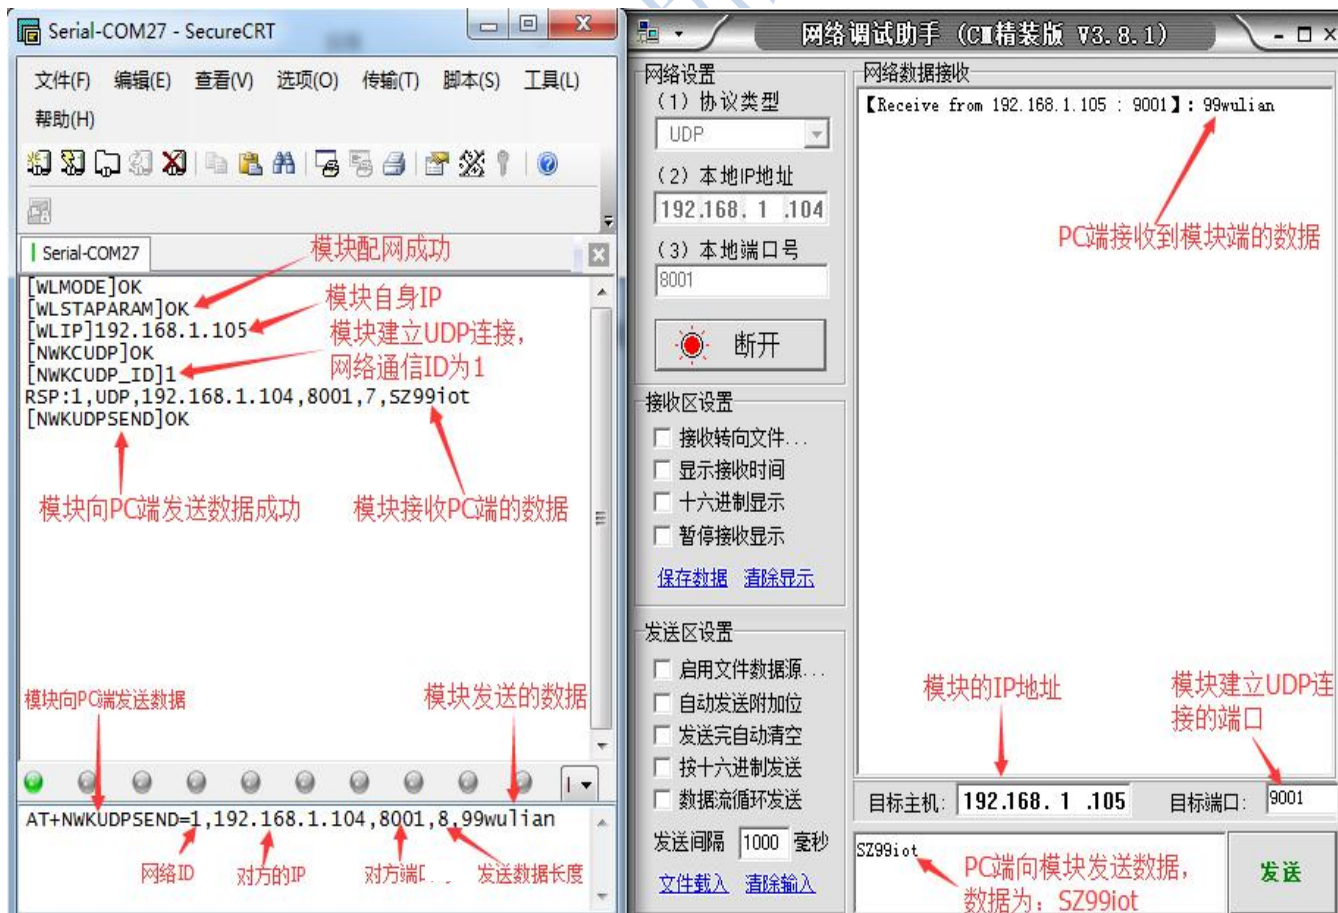 Serial-COM27 - SecureCRT
文件(F) 编辑(E) 查看(V) 选项(O) 传输(T) 脚本(S) 工具(L)
帮助(H)
Serial-COM27
模块配网成功
[WLMODE]OK
[WLSTAPARAM]OK
模块自身IP
[WLIP]192.168.1.105
模块建立UDP连接，
[NWKCUDP]OK
网络通信ID为1
[NWKCUDP_ID]1
RSP:1,UDP,192.168.1.104,8001,7,SZ99iot
[NWKUDPSEND]OK
模块向PC端发送数据成功
模块接收PC端的数据
模块向PC端发送数据
模块发送的数据
AT+NWKUDPSEND=1,192.168.1.104,8001,8,99wulian
网络ID
对方的IP
对方端
发送数据长度
网络调试助手 (C■精装版 V3.8.1)
网络设置
(1) 协议类型
UDP
(2) 本地IP地址
192.168. 1 .104
(3) 本地端口号
8001
断开
接收区设置
接收转向文件...
显示接收时间
十六进制显示
暂停接收显示
保存数据 清除显示
发送区设置
启用文件数据源...
自动发送附加位
发送完自动清空
按十六进制发送
数据流循环发送
发送间隔 1000 毫秒
文件载入 清除输入
网络数据接收
【Receive from 192.168.1.105 : 9001】：99wulian
PC端接收到模块端的数据
模块的IP地址
模块建立UDP连
接的端口
目标主机: 192.168. 1 .105 目标端口: 9001
SZ99iot
PC端向模块发送数据，
数据为：SZ99iot
发送